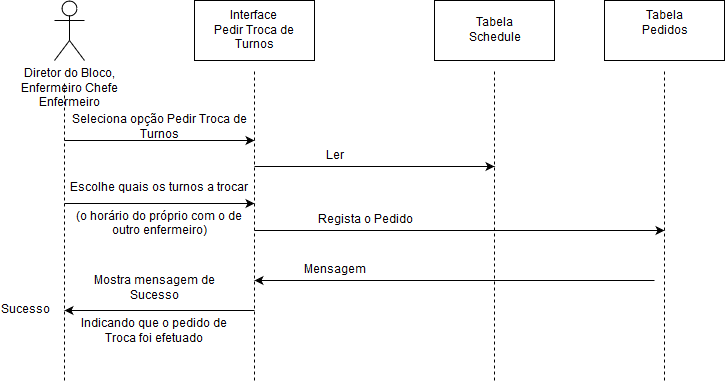 Interface
Pedir Troca de
Turnos
Tabela
Schedule
Tabela
Pedidos
Diretor do Bloco,
Enfermeiro Chefe
Enfermeiro
Seleciona opção Pedir Troca de
Turnos
Ler
Escolhe quais os turnos a trocar
(o horário do próprio com o de
outro enfermeiro)
Regista o Pedido
Mensagem
Mostra mensagem de
Sucesso
Sucesso
Indicando que o pedido de
Troca foi efetuado